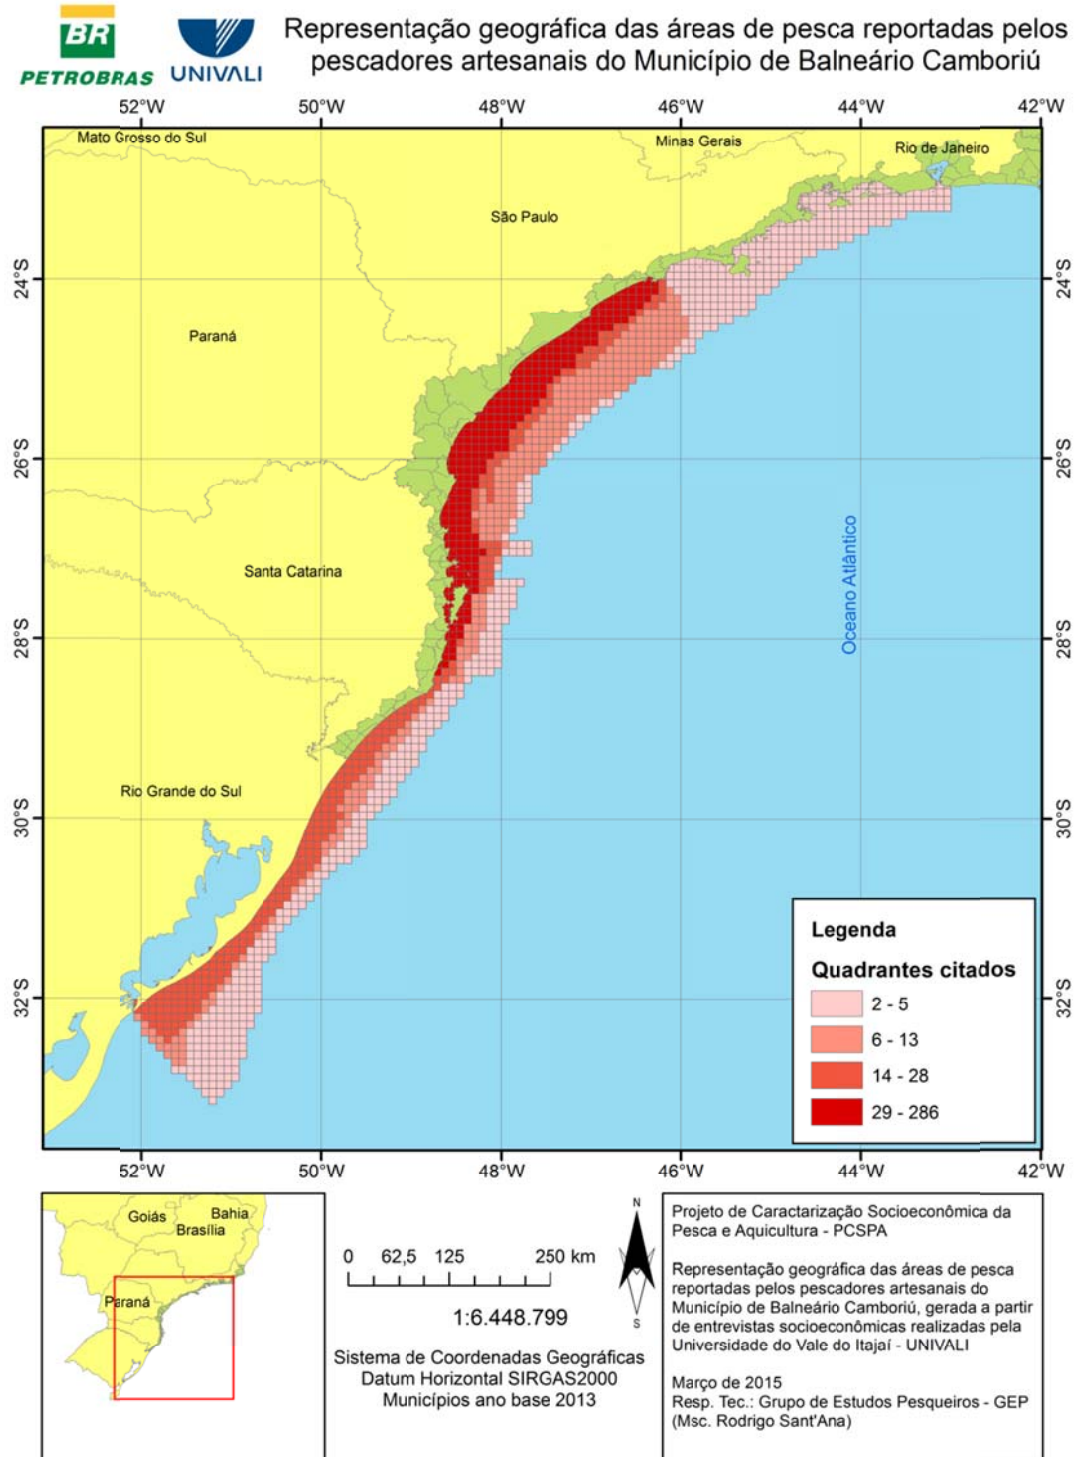 BR
PETROBRAS
UNIVALI
Representação geográfica das áreas de pesca reportadas pelos
pescadores artesanais do Município de Balneário Camboriú
52°W 50°W 48°W 46°W 44°W 42°W
Mato Grosso do Sul
Minas Gerais
Rio de Janeiro
São Paulo
24°S 24°S
Paraná
26°S 26°S
Oceano Atlântico
Santa Catarina
28°S 28°S
Rio Grande do Sul
30°S 30°S
32°S 32°S
Legenda
Quadrantes citados
2 - 5
6 - 13
14 - 28
29 - 286
52°W 50°W 48°W 46°W 44°W 42°W
Goiás
Bahia
Brasília
Paraná
0 62,5 125 250 km
1:6.448.799
Sistema de Coordenadas Geográficas
Datum Horizontal SIRGAS2000
Municípios ano base 2013
N
S
Projeto de Caractarização Socioeconômica da
Pesca e Aquicultura - PCSPA
Representação geográfica das áreas de pesca
reportadas pelos pescadores artesanais do
Município de Balneário Camboriú, gerada a partir
de entrevistas socioeconômicas realizadas pela
Universidade do Vale do Itajaí - UNIVALI
Março de 2015
Resp. Tec.: Grupo de Estudos Pesqueiros - GEP
(Msc. Rodrigo Sant'Ana)